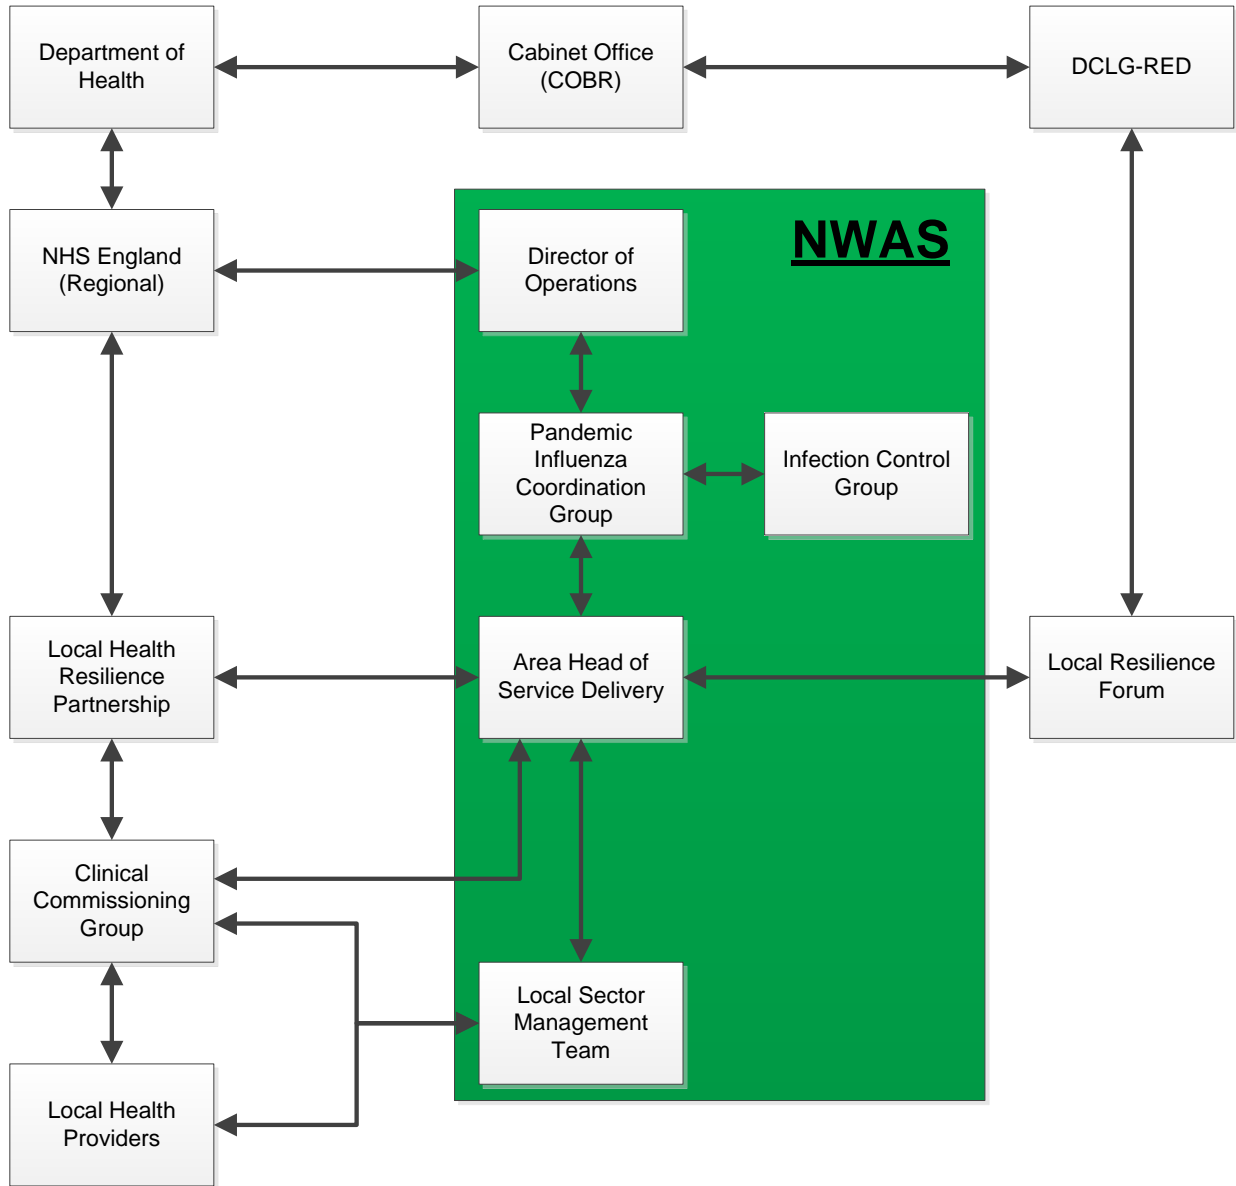 Department of
Health
Cabinet Office
(COBR)
DCLG-RED
NHS England
(Regional)
Director of
Operations
NWAS
Pandemic
Influenza
Coordination
Group
Infection Control
Group
Local Health
Resilience
Partnership
Area Head of
Service Delivery
Local Resilience
Forum
Clinical
Commissioning
Group
Local Sector
Management
Team
Local Health
Providers